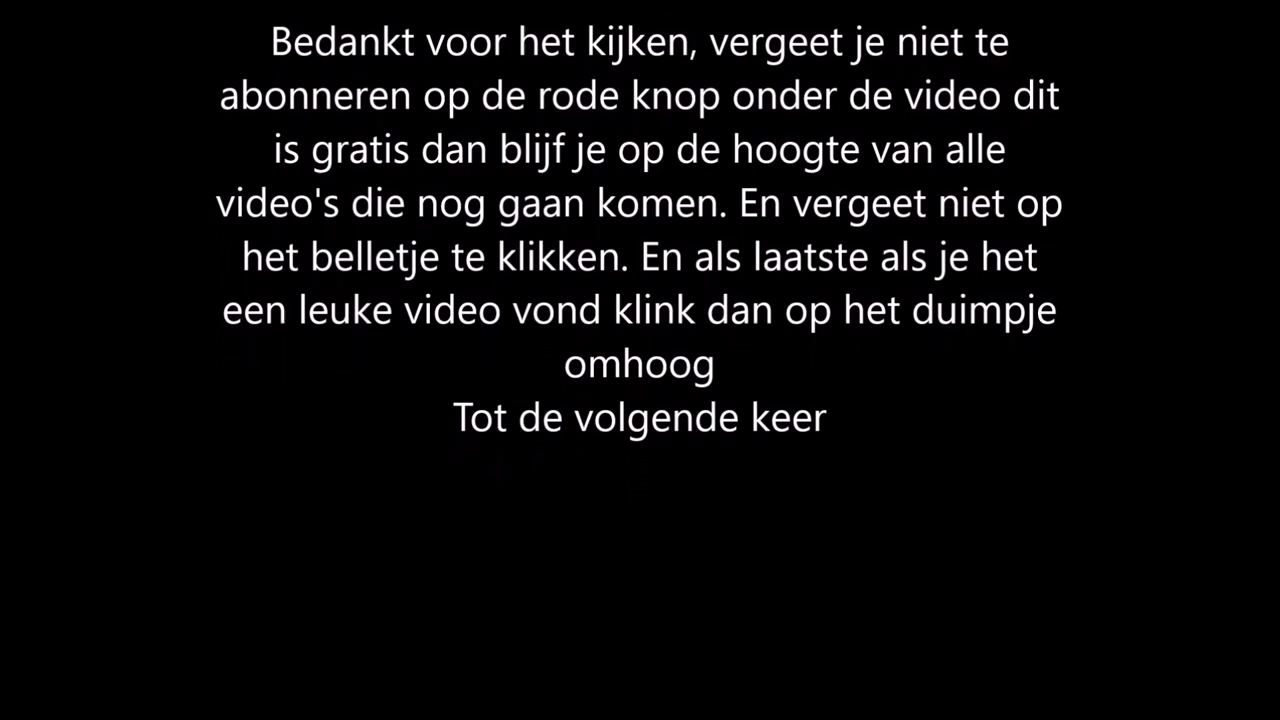 Bedankt voor het kijken, vergeet je niet te
abonneren op de rode knop onder de video dit
is gratis dan blijf je op de hoogte van alle
video's die nog gaan komen. En vergeet niet op
het belletje te klikken. En als laatste als je het
een leuke video vond klink dan op het duimpje
omhoog
Tot de volgende keer